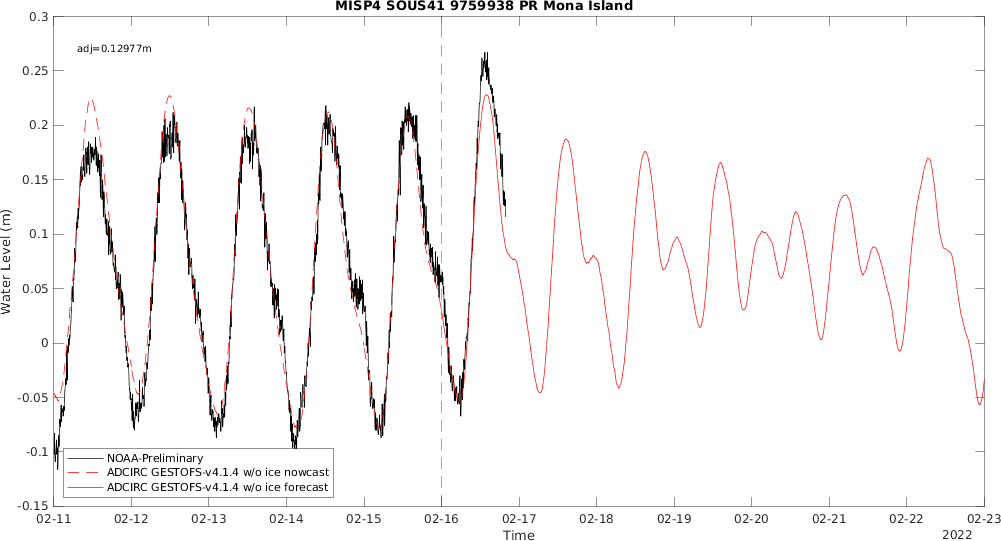 MISP4 SOUS41 9759938 PR Mona Island
adj=0.12977m
0.3
0.25
0.2
0.15
0.1
0.05
0
-0.05
-0.1
-0.15
Water Level (m)
NOAA-Preliminary
ADCIRC GESTOFS-v4.1.4 w/o ice nowcast
ADCIRC GESTOFS-v4.1.4 w/o ice forecast
02-11 02-12 02-13 02-14 02-15 02-16 02-17 02-18 02-19 02-20 02-21 02-22 02-23
Time
2022